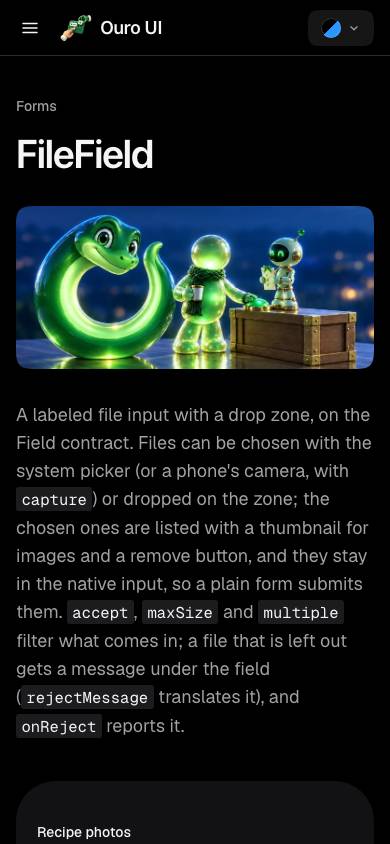 Ouro UI
Forms
FileField
A labeled file input with a drop zone, on the
Field contract. Files can be chosen with the
system picker (or a phone's camera, with
capture) or dropped on the zone; the
chosen ones are listed with a thumbnail for
images and a remove button, and they stay
in the native input, so a plain form submits
them. accept, maxSize and multiple
filter what comes in; a file that is left out
gets a message under the field
(rejectMessage translates it), and
onReject reports it.
Recipe photos